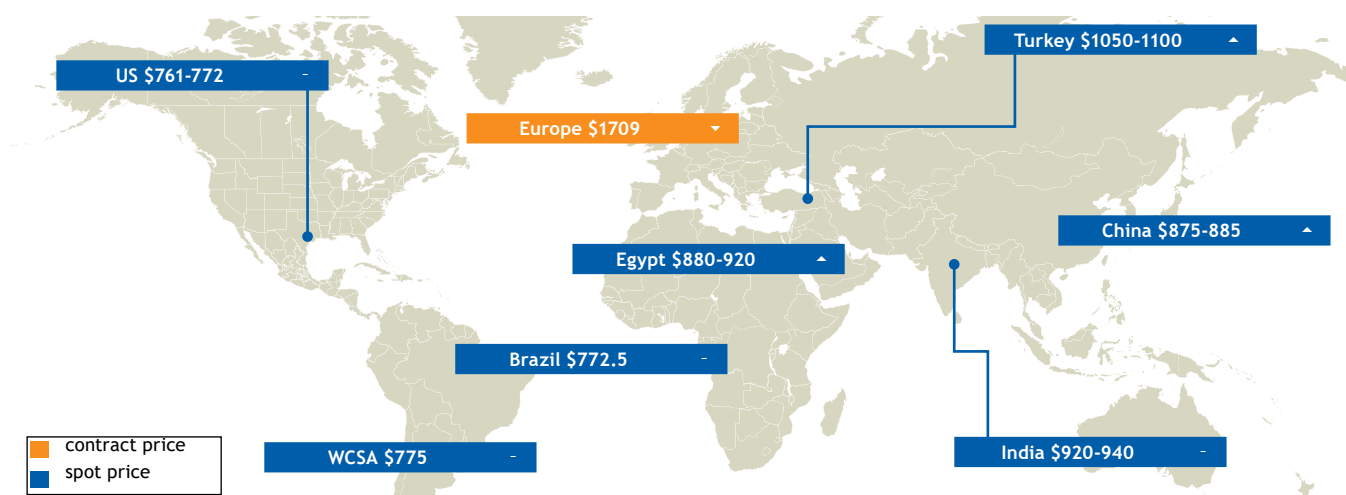 Turkey $1050-1100
US $761-772 -
Europe $1709
China $875-885
Egypt $880-920
Brazil $772.5 -
contract price
spot price
WCSA $775 -
India $920-940 -